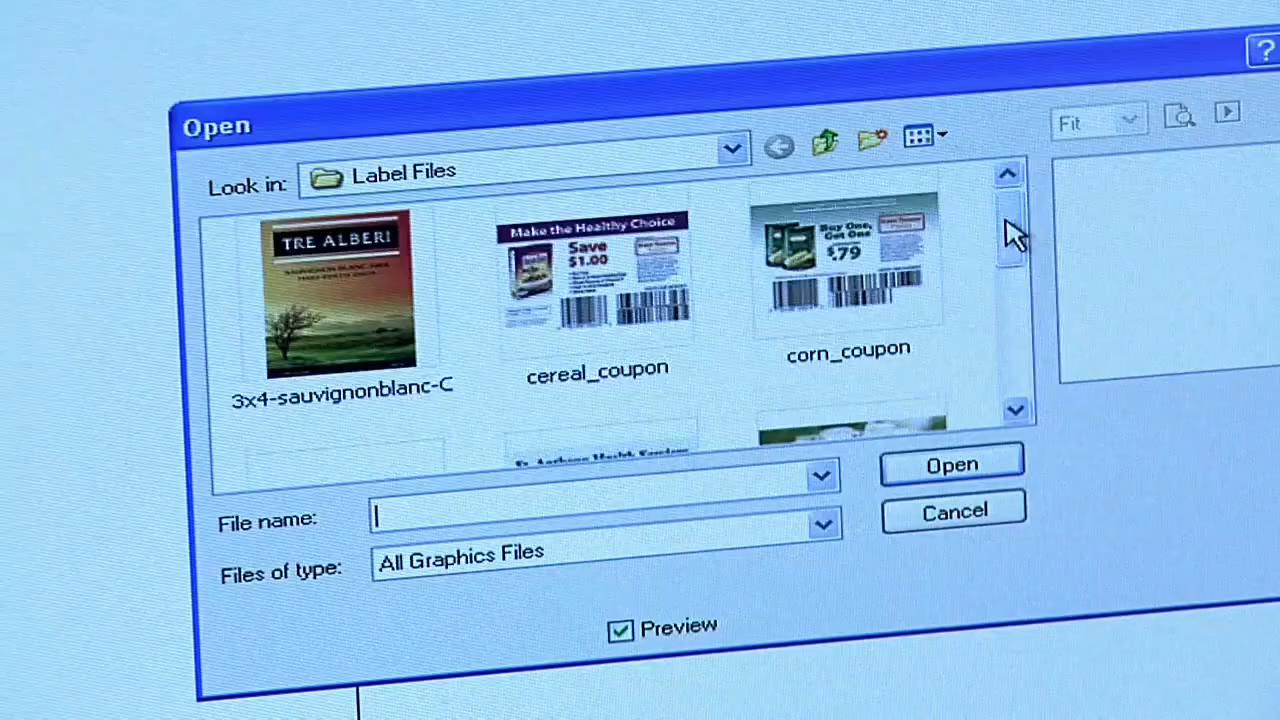 ?
Open
Look in:
Label Files
Fit
TRE ALBERI
Make the Healthy Choice
Save
$1.00
Buy One,
Get One
$.79
3x4-sauvignonblanc-C
cereal_coupon
corn_coupon
File name:
Open
Files of type:
All Graphics Files
Cancel
Preview